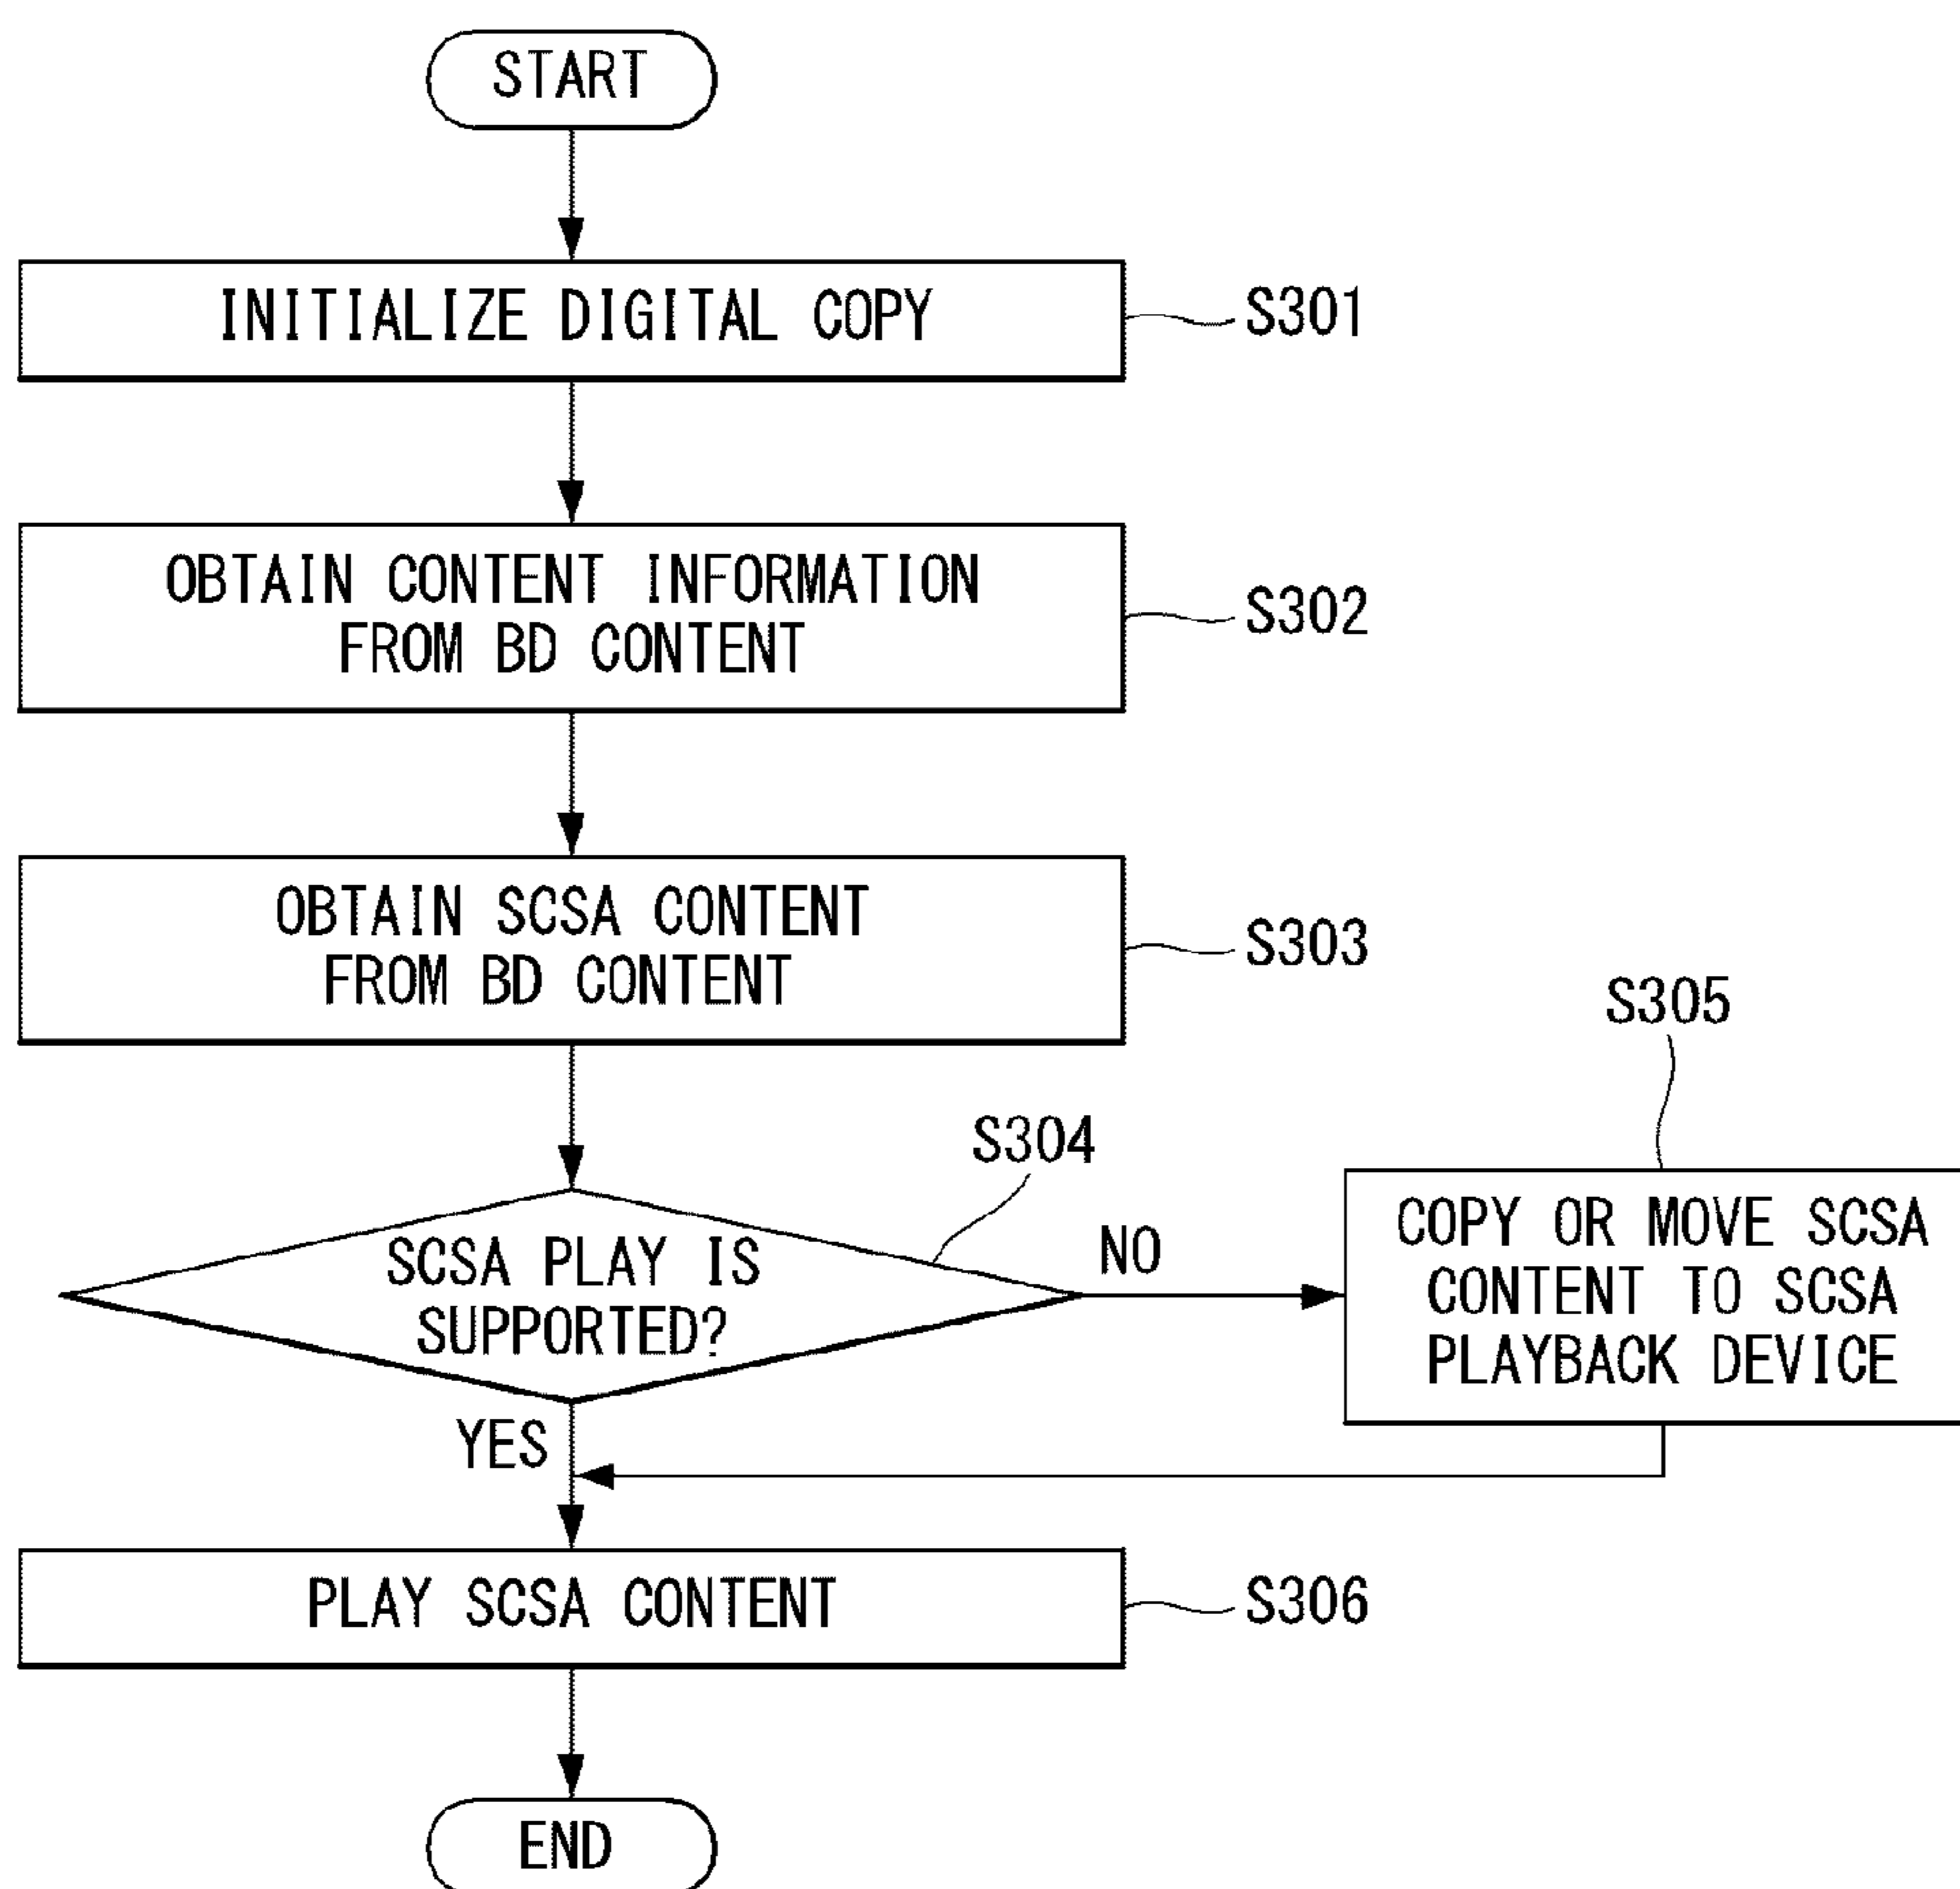 START
INITIALIZE DIGITAL COPY
S301
OBTAIN CONTENT INFORMATION
FROM BD CONTENT
S302
OBTAIN SCSA CONTENT
FROM BD CONTENT
S303
S304
SCSA PLAY IS
SUPPORTED?
NO
YES
S305
COPY OR MOVE SCSA
CONTENT TO SCSA
PLAYBACK DEVICE
PLAY SCSA CONTENT
S306
END